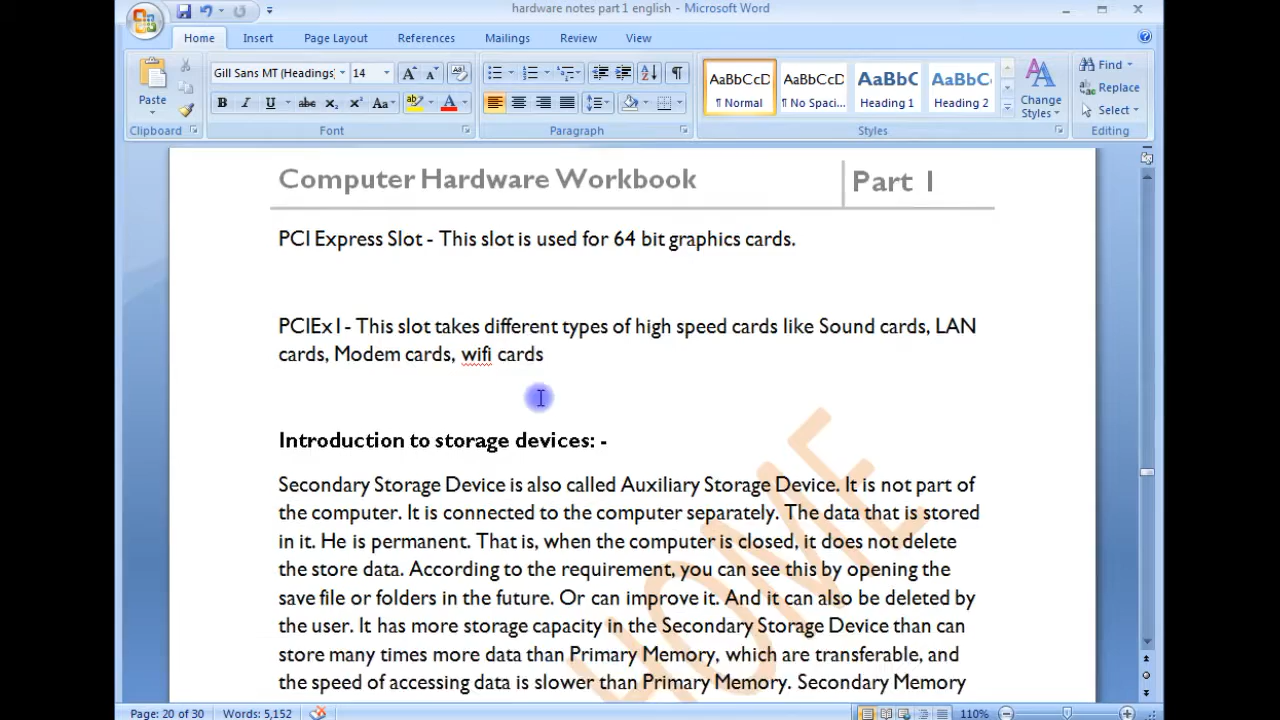 hardware notes part 1 english - Microsoft Word
Home Insert Page Layout References Mailings Review View
Gill Sans MT (Headings) 14
Paste
B I U abc x₂ x² Aa A
AaBbCcD AaBbCcD AaBbC AaBbC
¶ Normal ¶ No Spaci... Heading 1 Heading 2
Change Styles
Find
Replace
Select
Clipboard Font Paragraph Styles Editing
Computer Hardware Workbook Part 1
PCI Express Slot - This slot is used for 64 bit graphics cards.
PCIEx1- This slot takes different types of high speed cards like Sound cards, LAN
cards, Modem cards, wifi cards
Introduction to storage devices: -
Secondary Storage Device is also called Auxiliary Storage Device. It is not part of
the computer. It is connected to the computer separately. The data that is stored
in it. He is permanent. That is, when the computer is closed, it does not delete
the store data. According to the requirement, you can see this by opening the
save file or folders in the future. Or can improve it. And it can also be deleted by
the user. It has more storage capacity in the Secondary Storage Device than can
store many times more data than Primary Memory, which are transferable, and
the speed of accessing data is slower than Primary Memory. Secondary Memory
HOME
Page: 20 of 30 Words: 5,152 110%